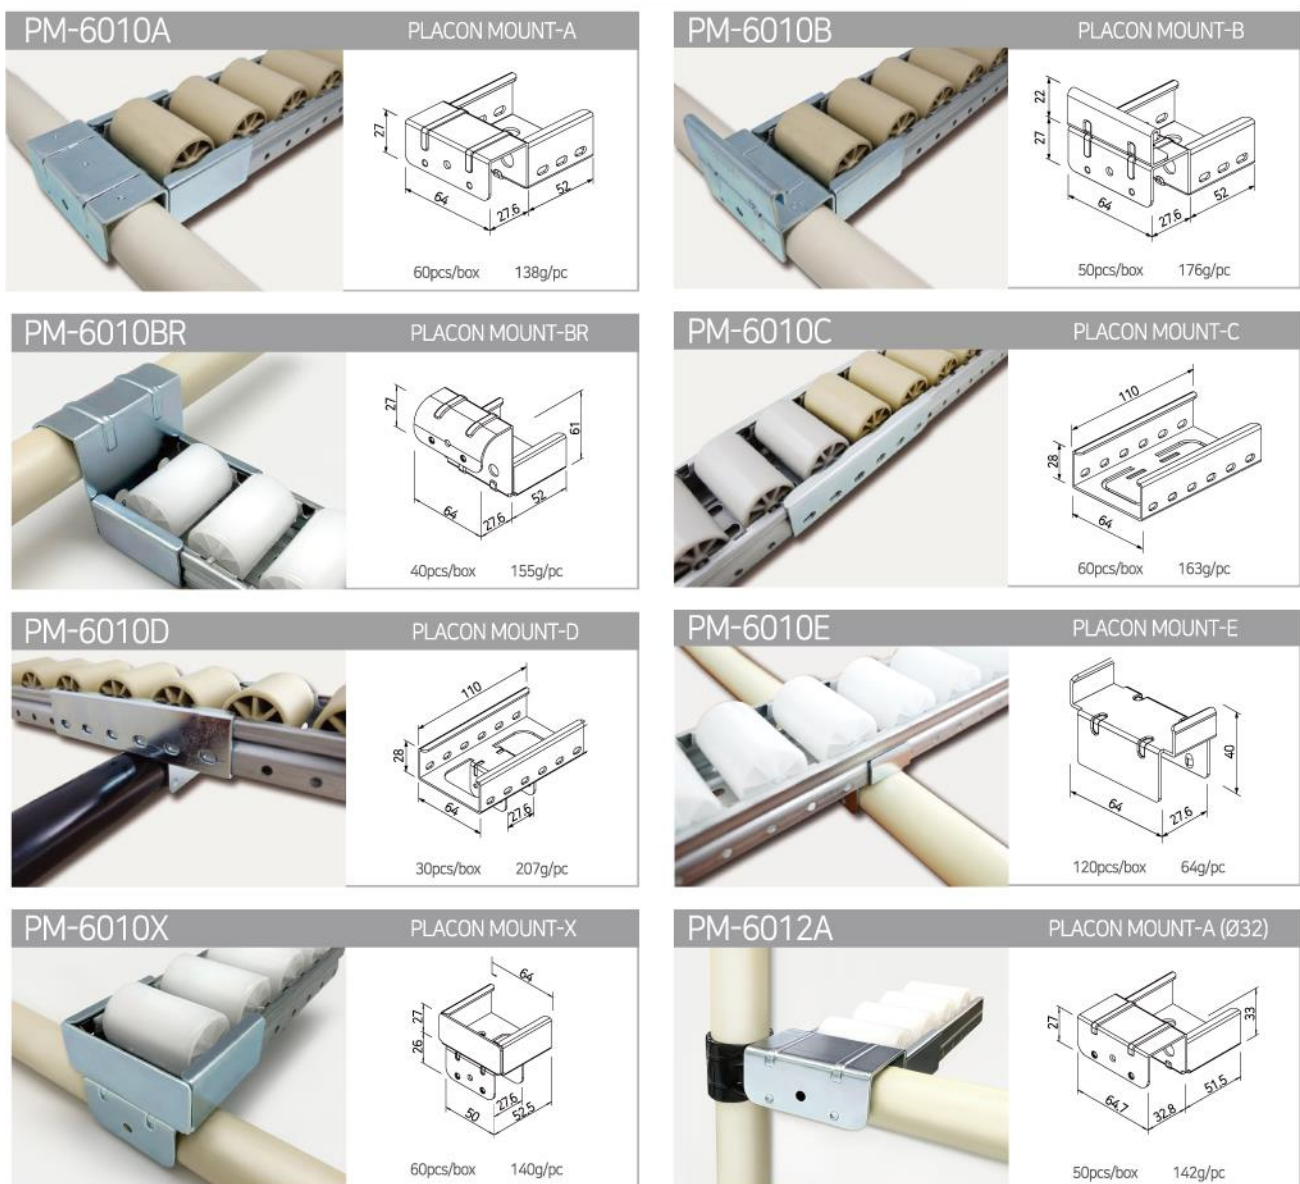 PM-6010A PLACON MOUNT-A
27
64
27.6
52
60pcs/box 138g/pc
PM-6010B PLACON MOUNT-B
22
27
64
27.6
52
50pcs/box 176g/pc
PM-6010BR PLACON MOUNT-BR
27
61
64
27.6
52
40pcs/box 155g/pc
PM-6010C PLACON MOUNT-C
110
28
64
60pcs/box 163g/pc
PM-6010D PLACON MOUNT-D
110
28
64
27.6
30pcs/box 207g/pc
PM-6010E PLACON MOUNT-E
40
64
27.6
120pcs/box 64g/pc
PM-6010X PLACON MOUNT-X
64
27
26
27.6
50
52.5
60pcs/box 140g/pc
PM-6012A PLACON MOUNT-A (Ø32)
27
33
51.5
64.7
32.8
50pcs/box 142g/pc